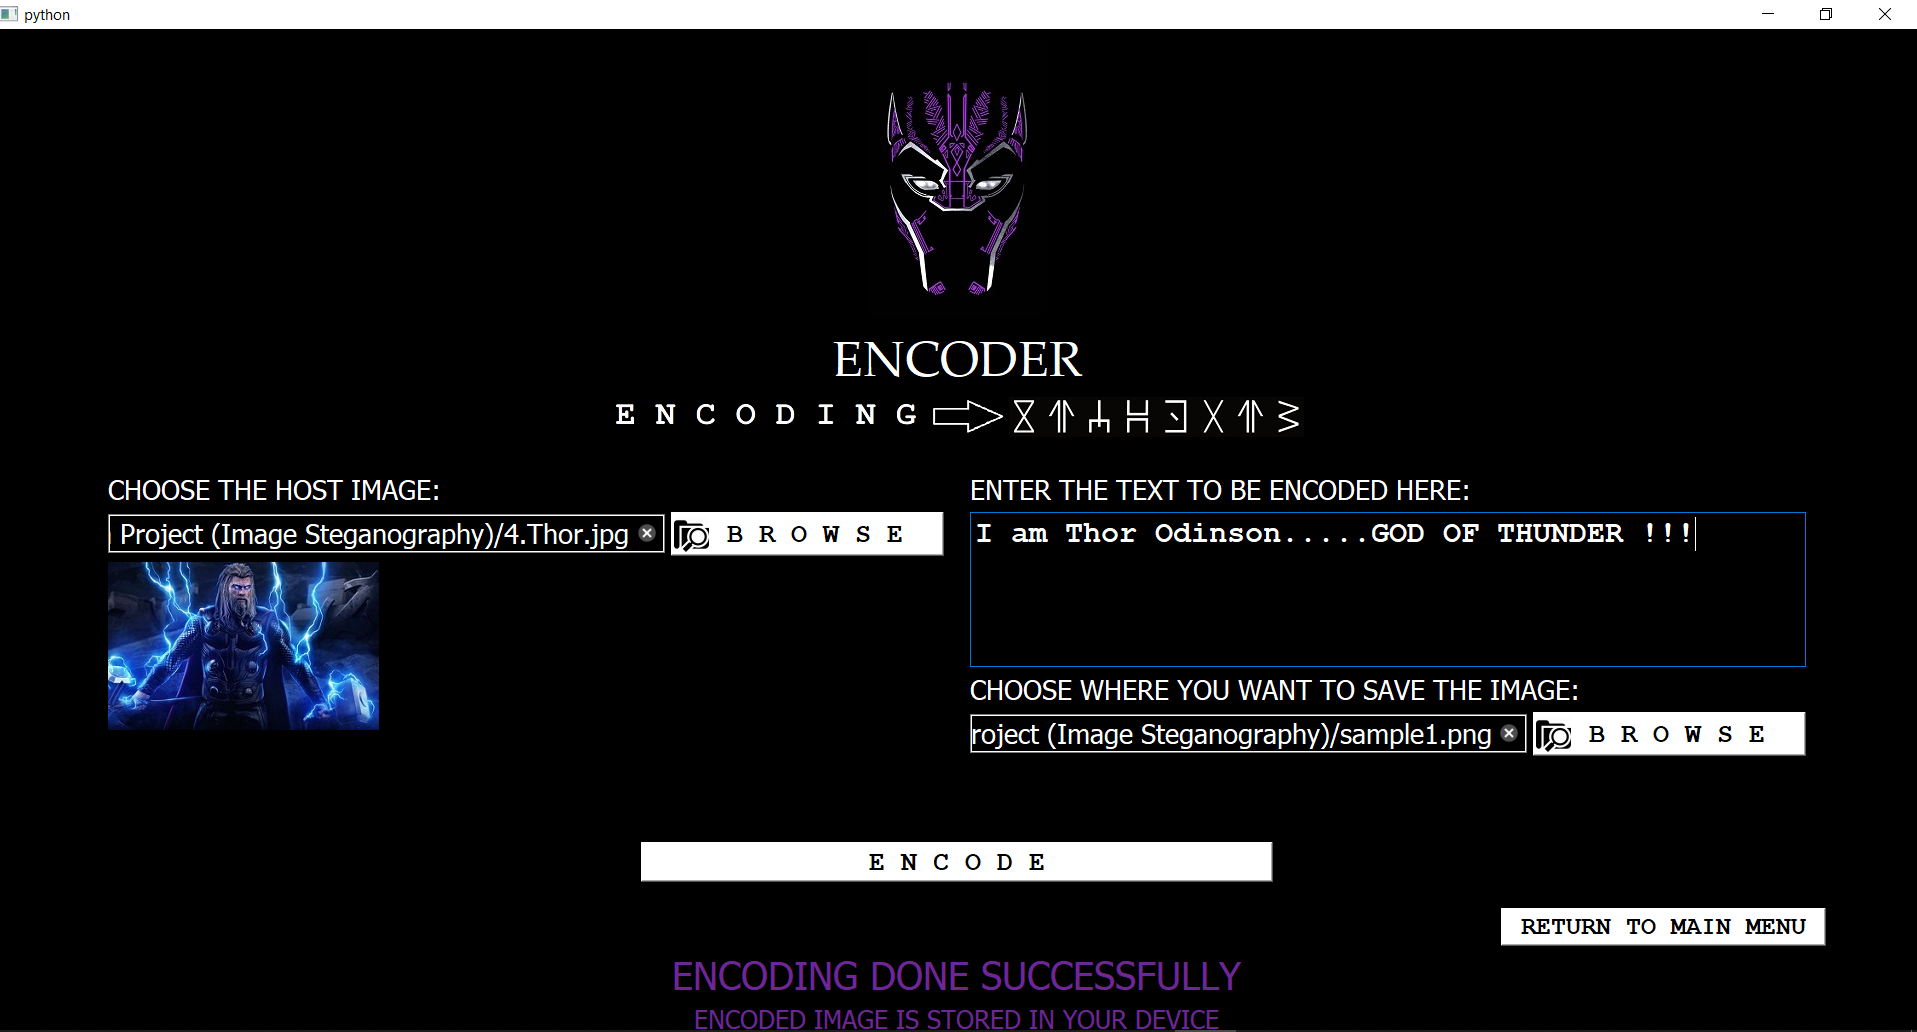 python
ENCODER
E N C O D I N G
CHOOSE THE HOST IMAGE:
Project (Image Steganography)/4.Thor.jpg
B R O W S E
ENTER THE TEXT TO BE ENCODED HERE:
I am Thor Odinson.....GOD OF THUNDER !!!
CHOOSE WHERE YOU WANT TO SAVE THE IMAGE:
roject (Image Steganography)/sample1.png
B R O W S E
E N C O D E
RETURN TO MAIN MENU
ENCODING DONE SUCCESSFULLY
ENCODED IMAGE IS STORED IN YOUR DEVICE